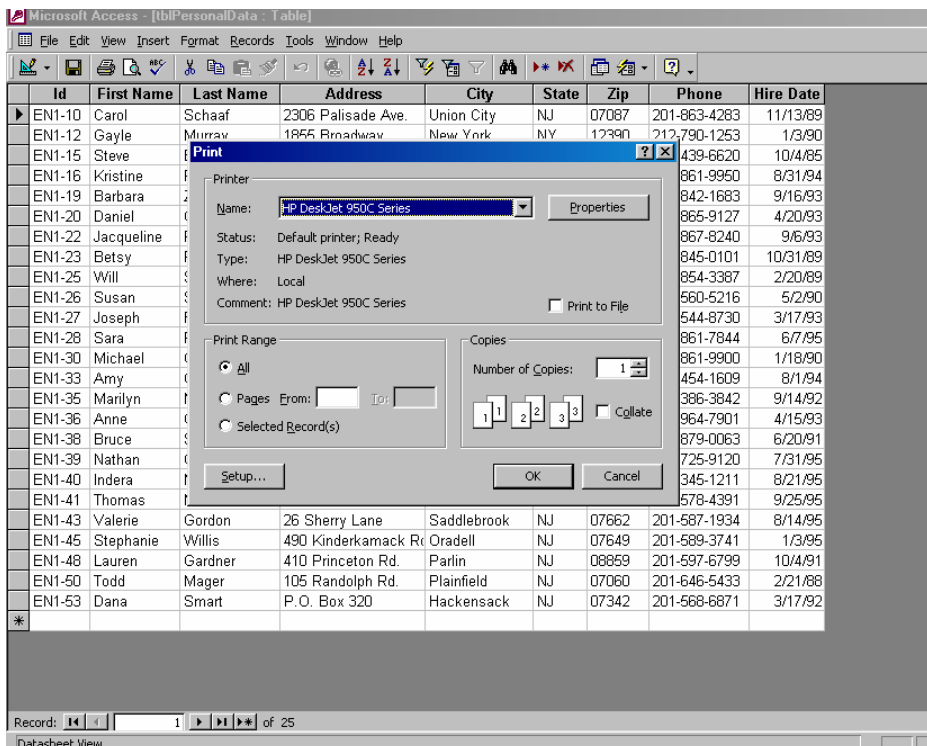 Microsoft Access - [tblPersonalData : Table]
File Edit View Insert Format Records Tools Window Help
Id First Name Last Name Address City State Zip Phone Hire Date
EN1-10 Carol Schaaf 2306 Palisade Ave. Union City NJ 07087 201-863-4283 11/13/89
EN1-12 Gayle Murray 1855 Broadway New York NY 12390 212-790-1253 1/3/90
EN1-15 Steve 439-6620 10/4/85
EN1-16 Kristine 861-9950 8/31/94
EN1-19 Barbara 842-1683 9/16/93
EN1-20 Daniel 865-9127 4/20/93
EN1-22 Jacqueline 867-8240 9/6/93
EN1-23 Betsy 845-0101 10/31/89
EN1-25 Will 854-3387 2/20/89
EN1-26 Susan 560-5216 5/2/90
EN1-27 Joseph 544-8730 3/17/93
EN1-28 Sara 861-7844 6/7/95
EN1-30 Michael 861-9900 1/18/90
EN1-33 Amy 454-1609 8/1/94
EN1-35 Marilyn 386-3842 9/14/92
EN1-36 Anne 964-7901 4/15/93
EN1-38 Bruce 879-0063 6/20/91
EN1-39 Nathan 725-9120 7/31/95
EN1-40 Indera 345-1211 8/21/95
EN1-41 Thomas 578-4391 9/25/95
EN1-43 Valerie Gordon 26 Sherry Lane Saddlebrook NJ 07662 201-587-1934 8/14/95
EN1-45 Stephanie Willis 490 Kinderkamack Oradell NJ 07649 201-589-3741 1/3/95
EN1-48 Lauren Gardner 410 Princeton Rd. Parlin NJ 08859 201-597-6799 10/4/91
EN1-50 Todd Mager 105 Randolph Rd. Plainfield NJ 07060 201-646-5433 2/21/88
EN1-53 Dana Smart P.O. Box 320 Hackensack NJ 07342 201-568-6871 3/17/92
Print
Printer
Name: HP DeskJet 950C Series Properties
Status: Default printer; Ready
Type: HP DeskJet 950C Series
Where: Local
Comment: HP DeskJet 950C Series Print to File
Print Range
All
Pages From: To:
Selected Record(s)
Copies
Number of Copies: 1
1 1 2 2 3 3 Collate
Setup... OK Cancel
Record: 1 of 25
Datasheet View